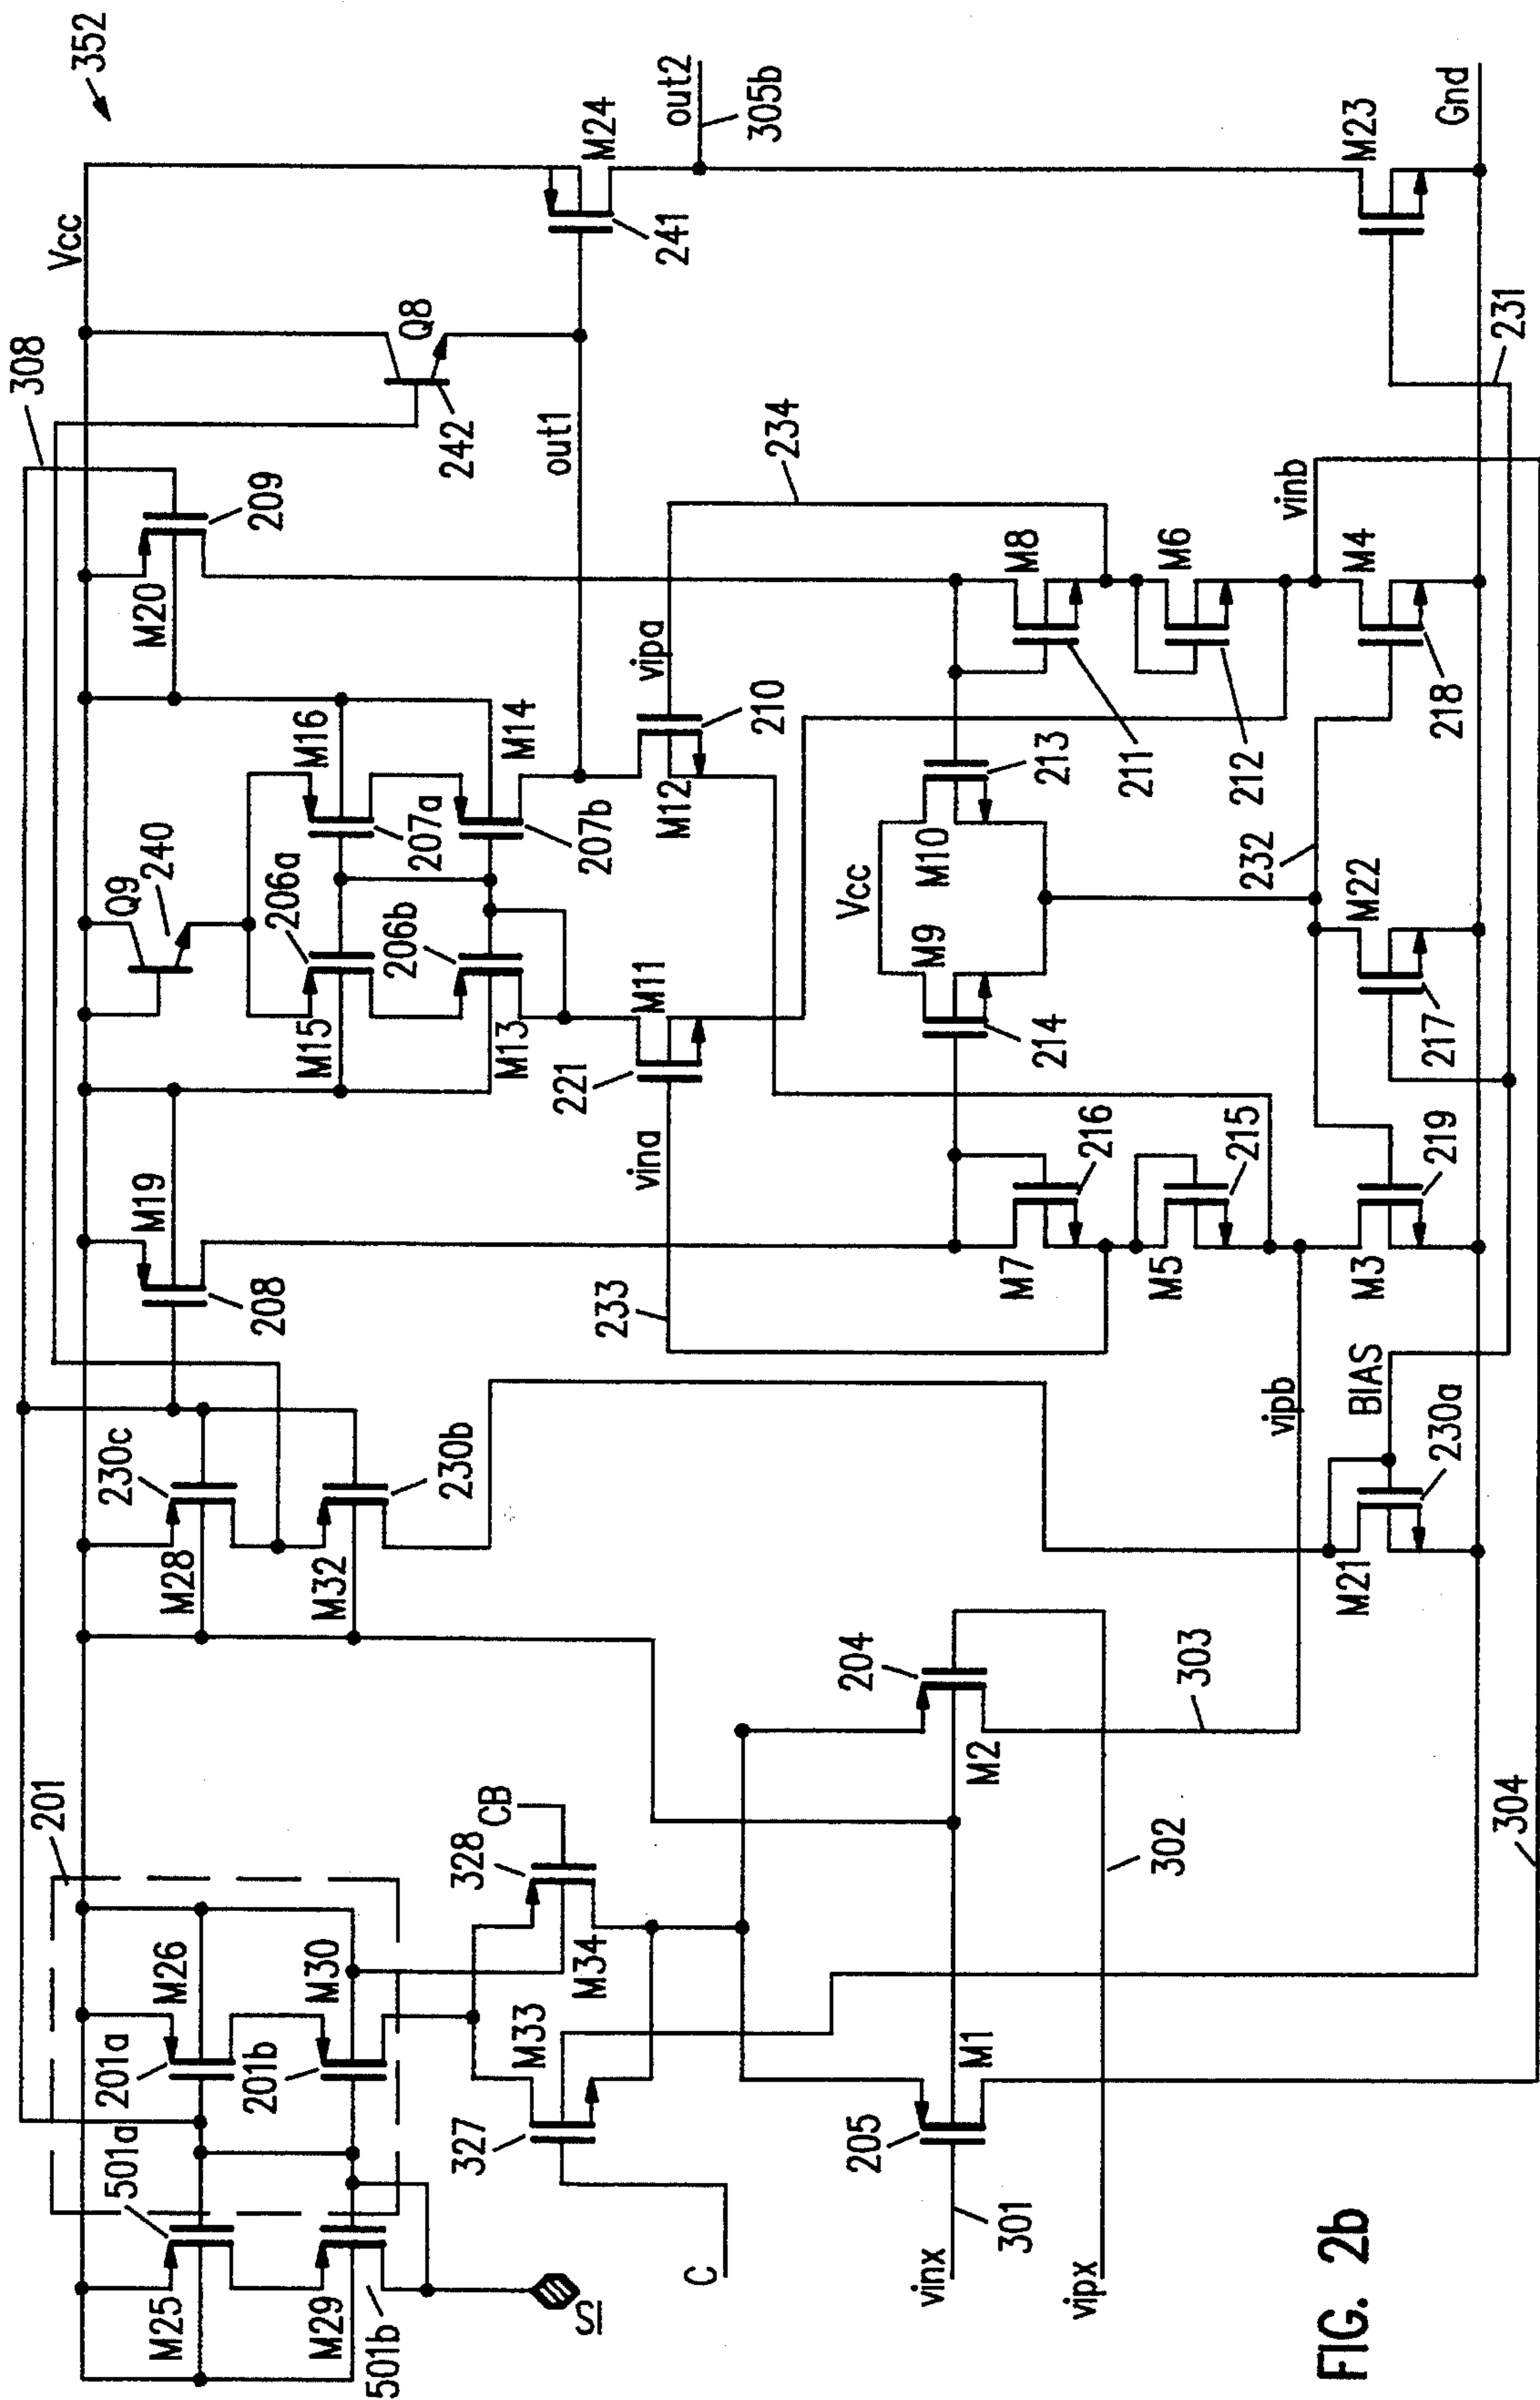 352
Vcc
308
M24
241
out2
305b
M23
Gnd
231
Q8
242
out1
209
M20
234
vipa
210
M12
M16
207a
M14
207b
Q9
240
206a
206b
M15
M13
M11
221
vina
M8
211
M6
212
vinb
M4
218
213
M10
Vcc
M9
214
232
M22
217
M19
208
233
216
M7
215
M5
219
M3
vipb
BIAS
230a
M21
230c
M28
230b
M32
204
M2
303
201
M26
201a
M30
201b
501a
M25
M29
501b
SI
328
CB
M34
M33
327
C
205
M1
302
301
vinx
vipx
304
FIG. 2b